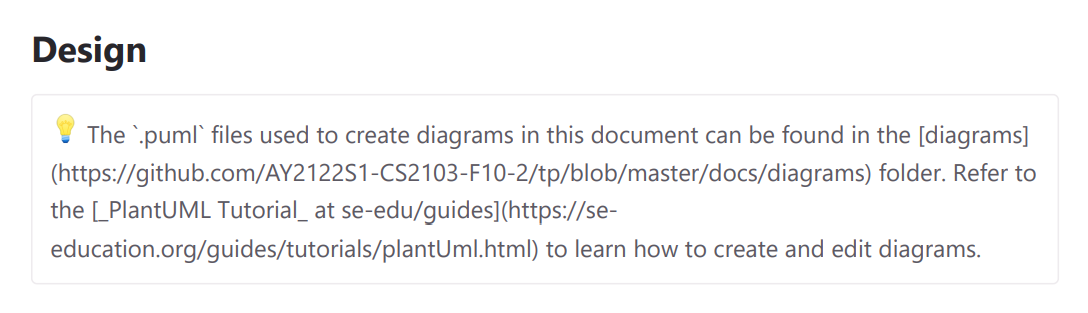 Design
💡 The `.puml` files used to create diagrams in this document can be found in the [diagrams]
(https://github.com/AY2122S1-CS2103-F10-2/tp/blob/master/docs/diagrams) folder. Refer to
the [_PlantUML Tutorial_ at se-edu/guides](https://se-
education.org/guides/tutorials/plantUml.html) to learn how to create and edit diagrams.